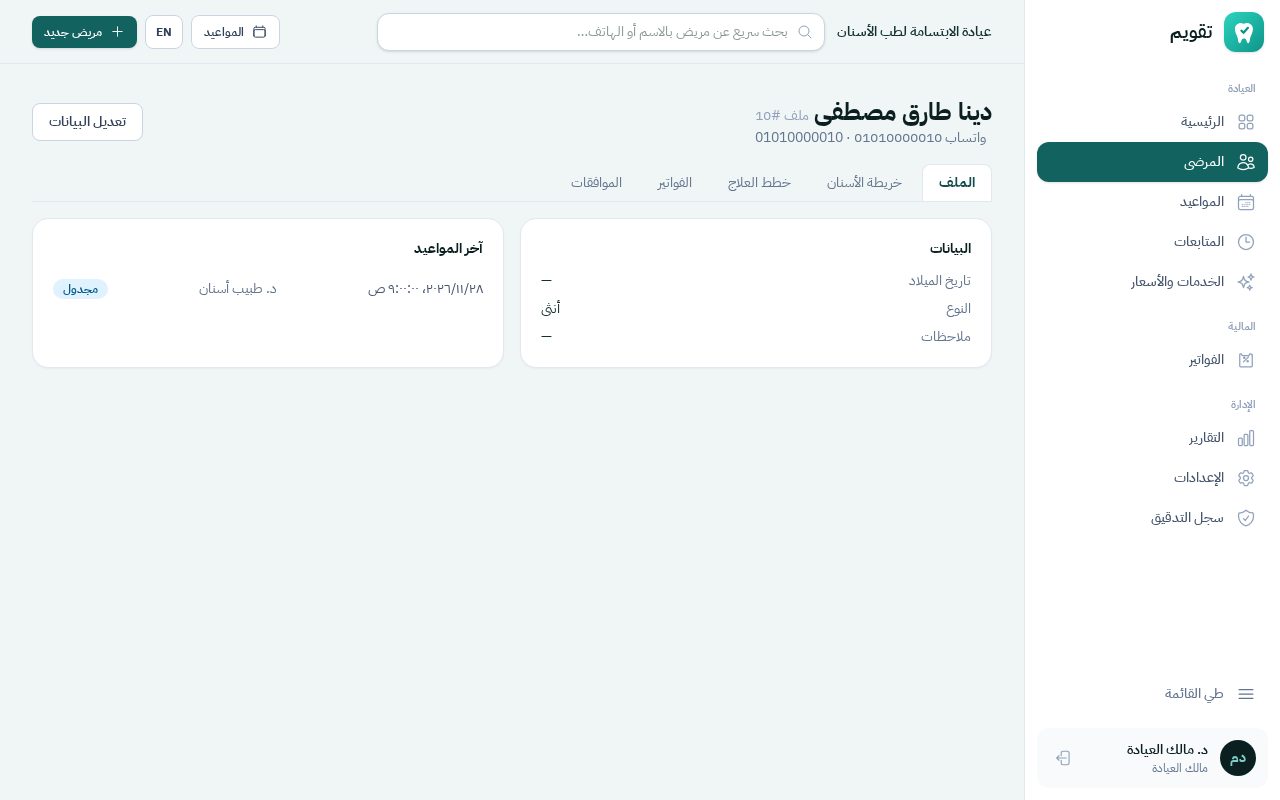 تقويم
العيادة
الرئيسية
المرضى
المواعيد
المتابعات
الخدمات والأسعار
المالية
الفواتير
الإدارة
التقارير
الإعدادات
سجل التدقيق
طي القائمة
دم
د. مالك العيادة
مالك العيادة
عيادة الابتسامة لطب الأسنان
بحث سريع عن مريض بالاسم أو الهاتف...
المواعيد
EN
مريض جديد
دينا طارق مصطفى ملف #10
واتساب 01010000010 · 01010000010
تعديل البيانات
الملف
خريطة الأسنان
خطط العلاج
الفواتير
الموافقات
البيانات
تاريخ الميلاد —
النوع أنثى
ملاحظات —
آخر المواعيد
٢٠٢٦/١١/٢٨، ٩:٠٠:٠٠ ص
د. طبيب أسنان
مجدول